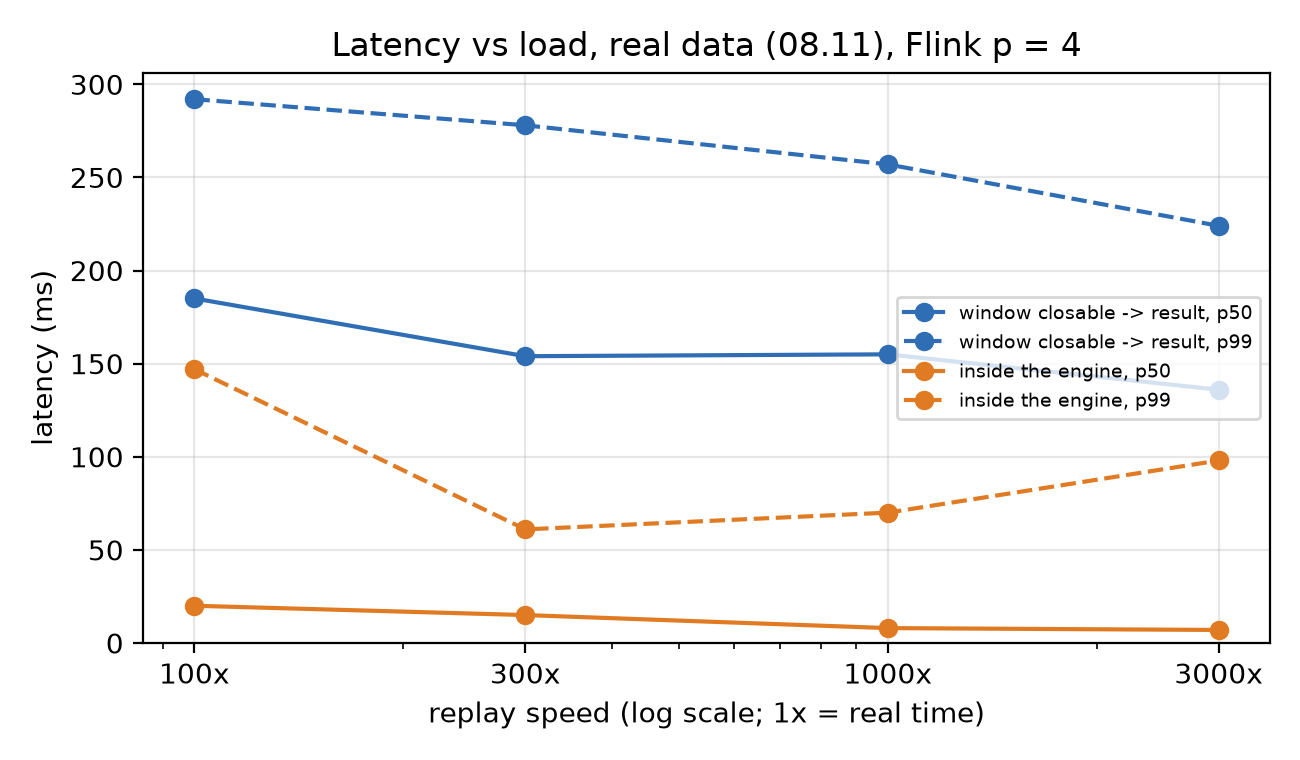 Latency vs load, real data (08.11), Flink p = 4
latency (ms)
300
250
200
150
100
50
0
window closable -> result, p50
window closable -> result, p99
inside the engine, p50
inside the engine, p99
100x
300x
1000x
3000x
replay speed (log scale; 1x = real time)